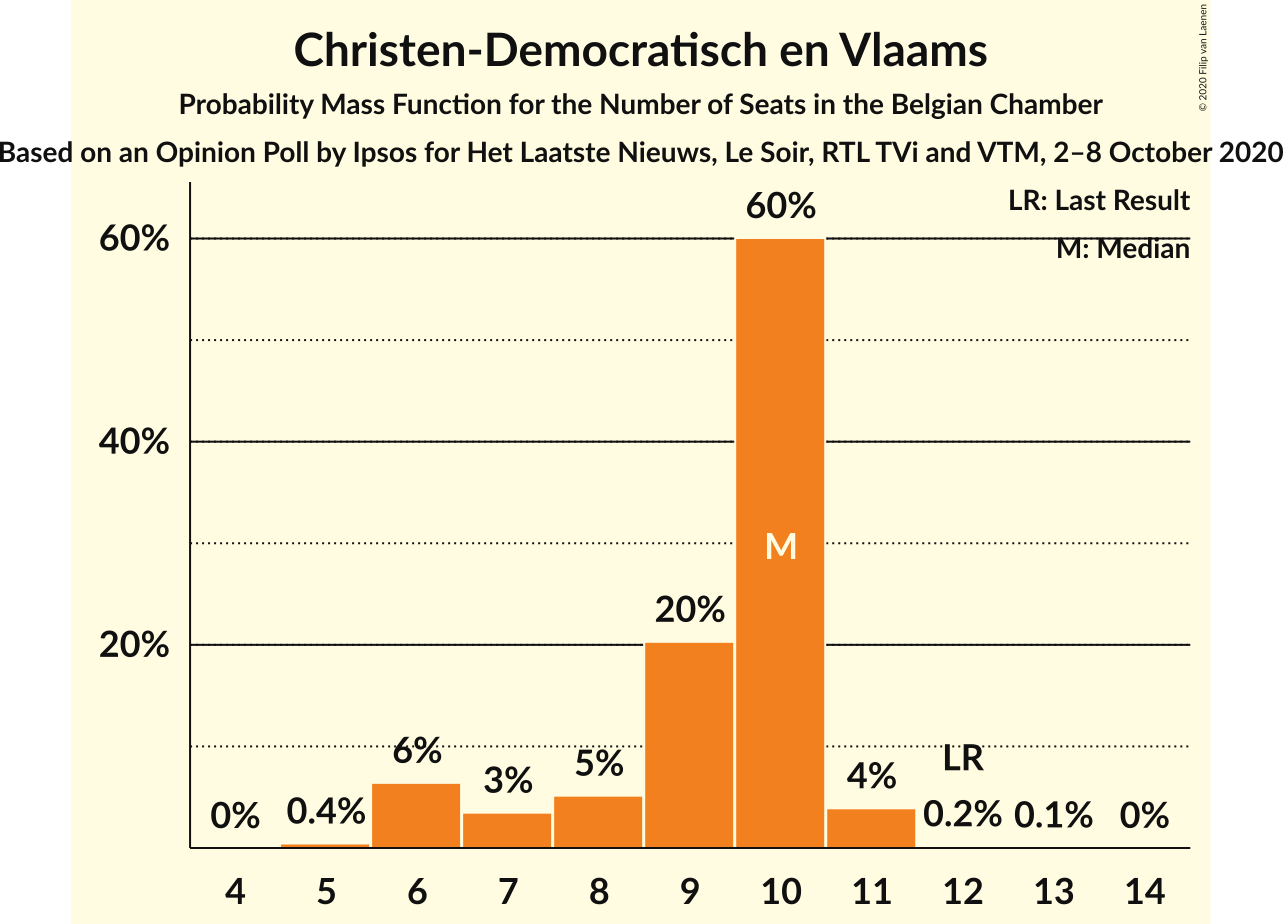 Christen-Democratisch en Vlaams
Probability Mass Function for the Number of Seats in the Belgian Chamber
Based on an Opinion Poll by Ipsos for Het Laatste Nieuws, Le Soir, RTL TVi and VTM, 2–8 October 2020
© 2020 Filip van Laenen
LR: Last Result
M: Median
60%
40%
20%
0%
0.4%
6%
3%
5%
20%
60%
M
4%
LR
0.2%
0.1%
0%
4 5 6 7 8 9 10 11 12 13 14